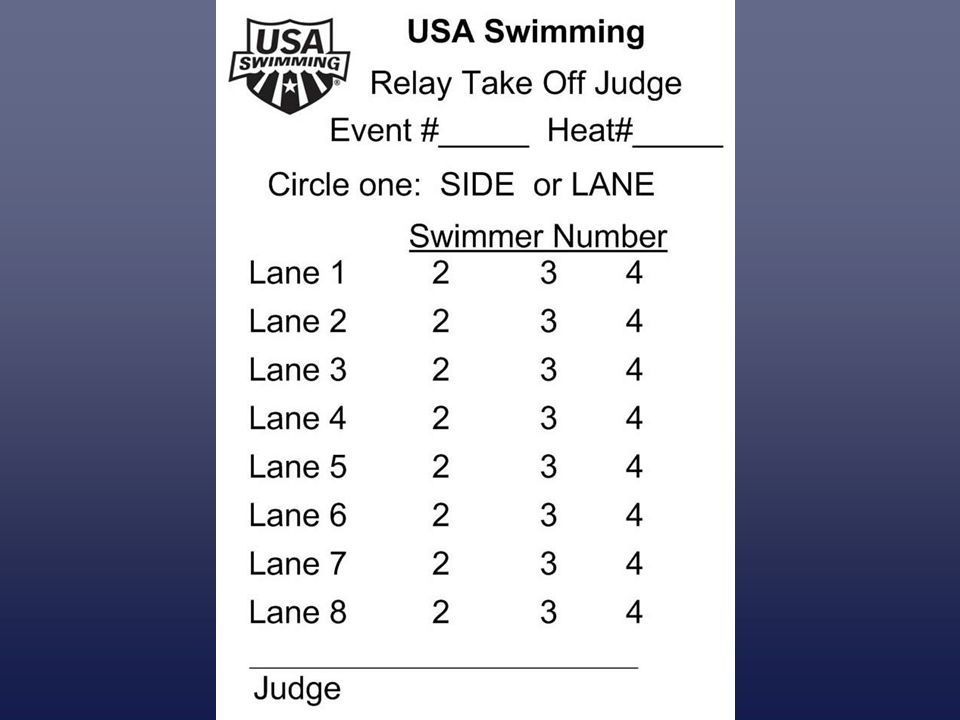 USA
SWIMMING
USA Swimming
Relay Take Off Judge
Event #_____ Heat#_____
Circle one: SIDE or LANE
Swimmer Number
Lane 1 2 3 4
Lane 2 2 3 4
Lane 3 2 3 4
Lane 4 2 3 4
Lane 5 2 3 4
Lane 6 2 3 4
Lane 7 2 3 4
Lane 8 2 3 4
Judge